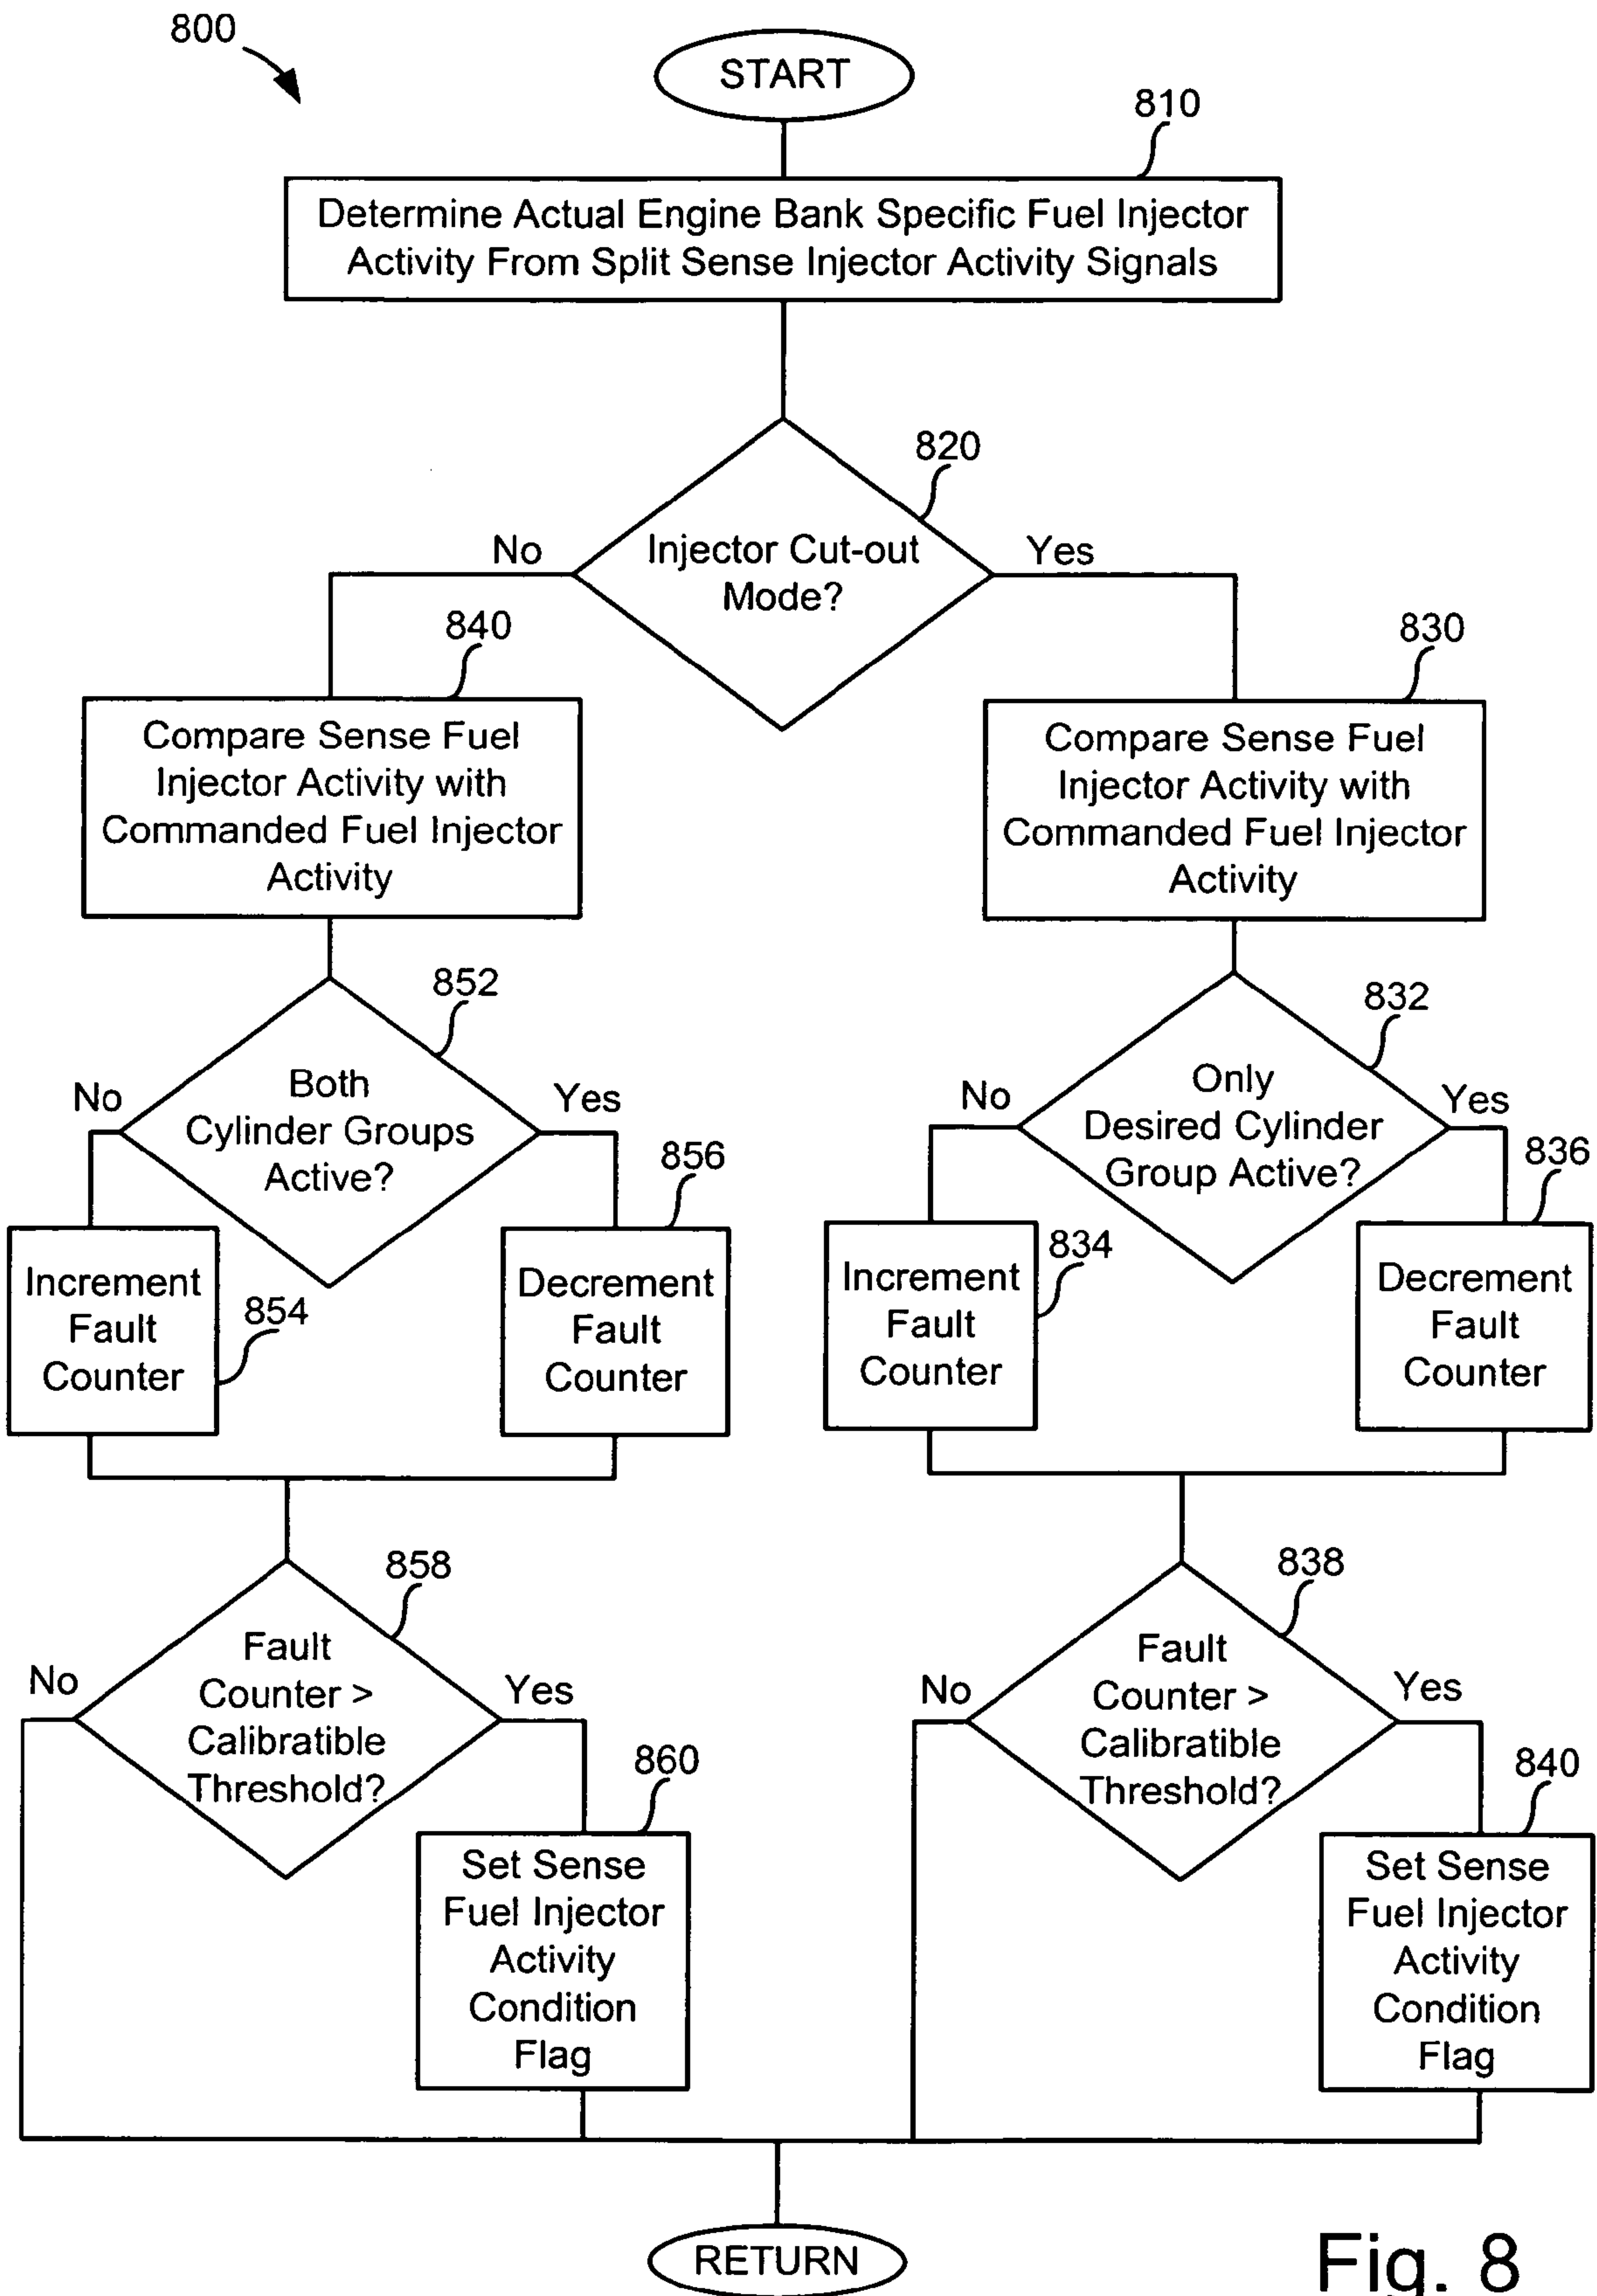 800
START
810
Determine Actual Engine Bank Specific Fuel Injector
Activity From Split Sense Injector Activity Signals
820
No
Injector Cut-out
Mode?
Yes
840
Compare Sense Fuel
Injector Activity with
Commanded Fuel Injector
Activity
830
Compare Sense Fuel
Injector Activity with
Commanded Fuel Injector
Activity
852
No
Both
Cylinder Groups
Active?
Yes
832
No
Only
Desired Cylinder
Group Active?
Yes
Increment
Fault
Counter
854
856
Decrement
Fault
Counter
Increment
Fault
Counter
834
836
Decrement
Fault
Counter
858
No
Fault
Counter >
Calibratible
Threshold?
Yes
838
No
Fault
Counter >
Calibratible
Threshold?
Yes
860
Set Sense
Fuel Injector
Activity
Condition
Flag
840
Set Sense
Fuel Injector
Activity
Condition
Flag
RETURN
Fig. 8